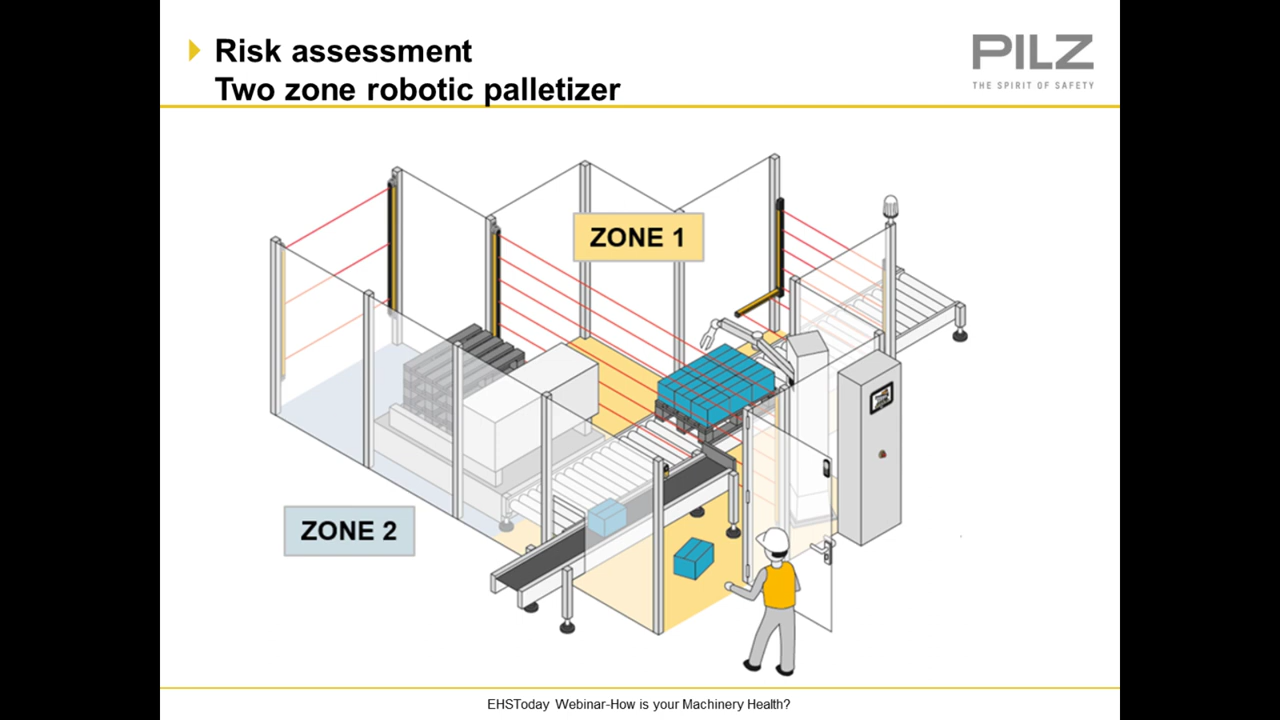 Risk assessment
Two zone robotic palletizer
PILZ
THE SPIRIT OF SAFETY
ZONE 1
ZONE 2
EHSToday Webinar-How is your Machinery Health?